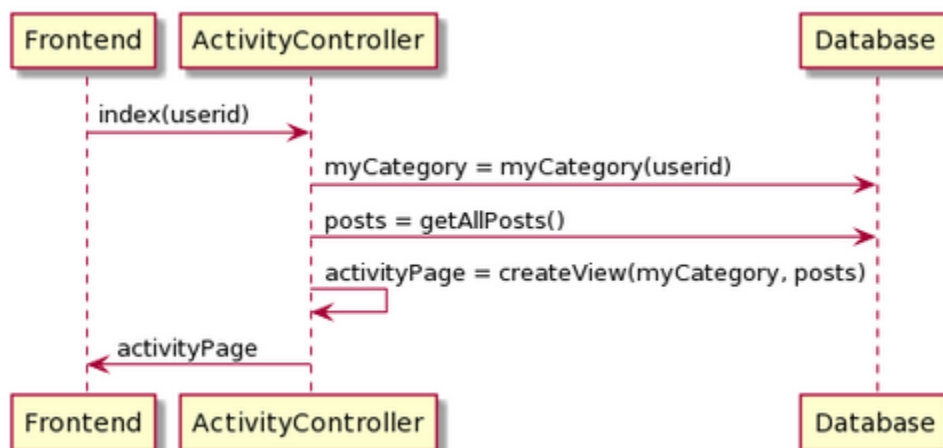 Frontend ActivityController Database
index(userid)
myCategory = myCategory(userid)
posts = getAllPosts()
activityPage = createView(myCategory, posts)
activityPage
Frontend ActivityController Database